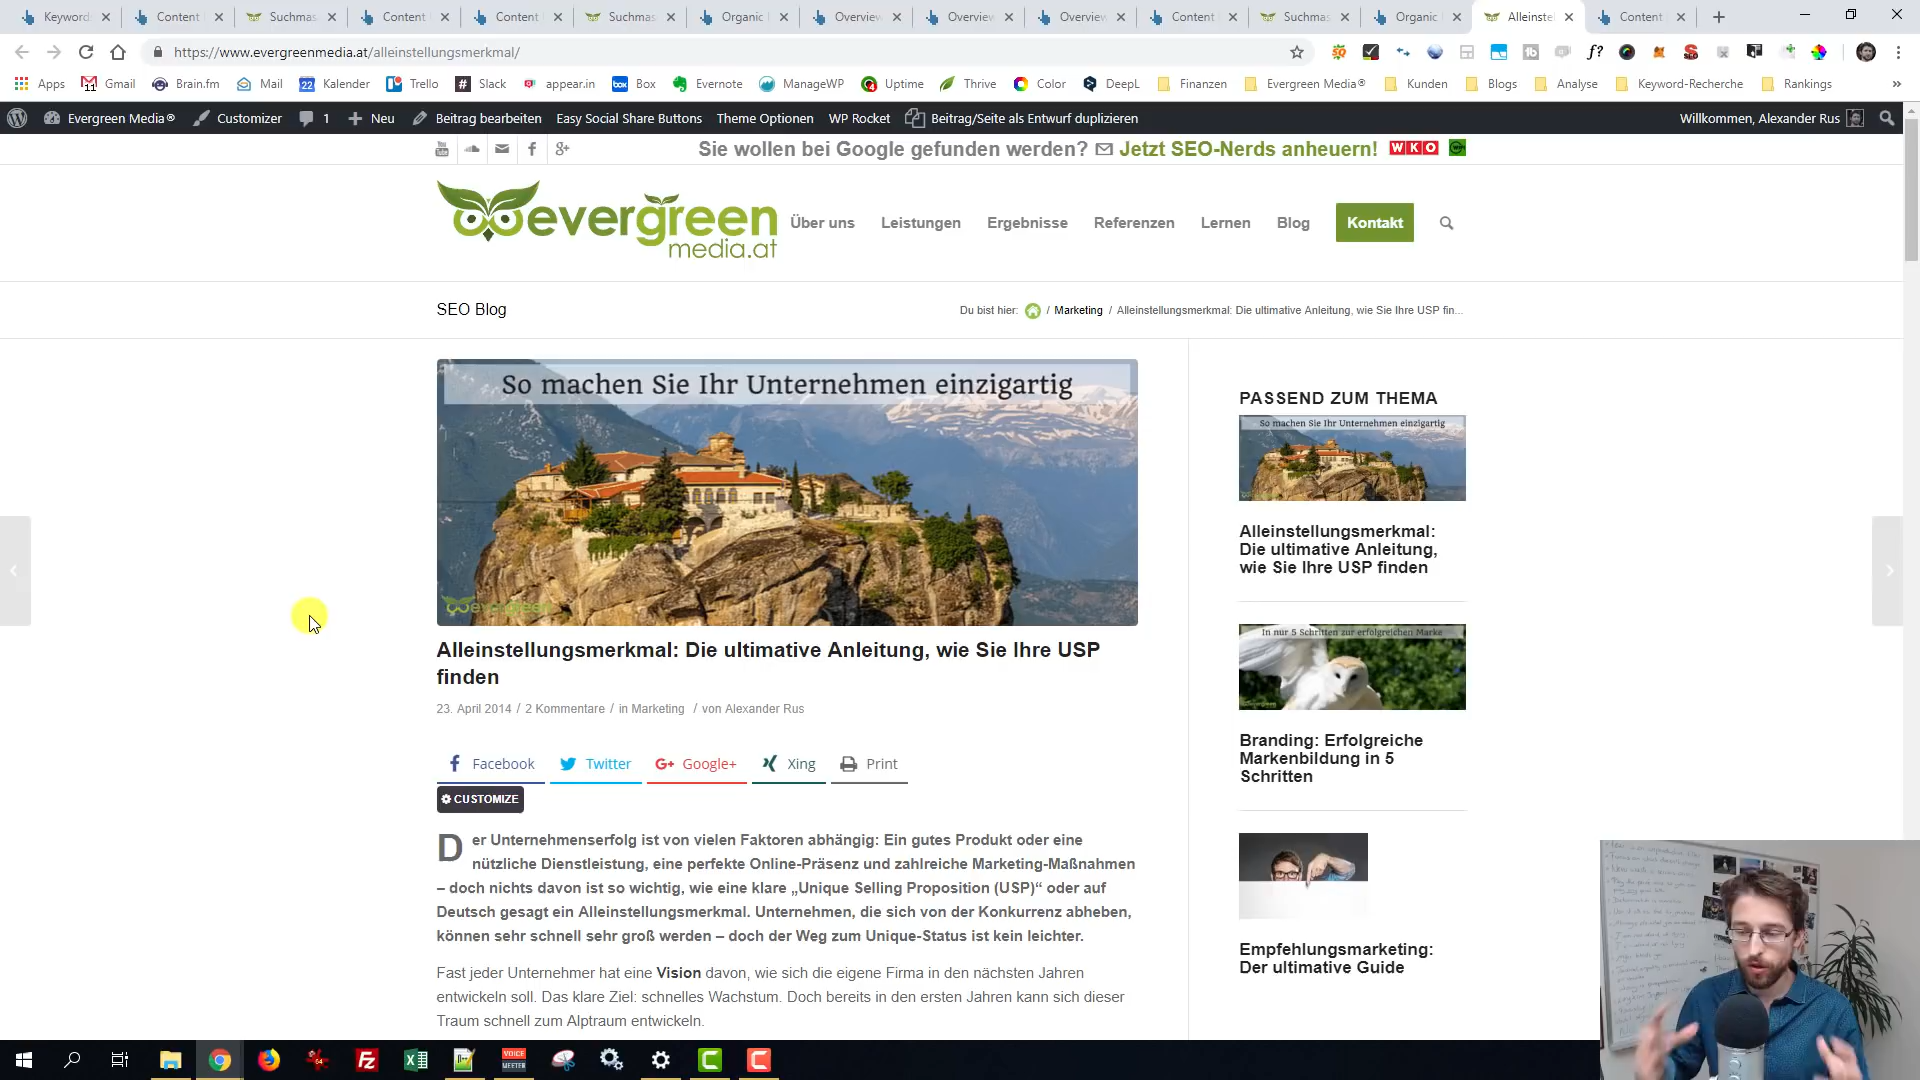 Keyword
Content
Suchmas
Content
Content
Suchmas
Organic
Overview
Overview
Overview
Content
Suchmas
Organic
Alleinste
Content
https://www.evergreenmedia.at/alleinstellungsmerkmal/
Apps
Gmail
Brain.fm
Mail
22 Kalender
Trello
# Slack
appear.in
box Box
Evernote
ManageWP
Uptime
Thrive
Color
DeepL
Finanzen
Evergreen Media®
Kunden
Blogs
Analyse
Keyword-Recherche
Rankings
»
Evergreen Media®
Customizer
1
+ Neu
Beitrag bearbeiten
Easy Social Share Buttons
Theme Optionen
WP Rocket
Beitrag/Seite als Entwurf duplizieren
Willkommen, Alexander Rus
Sie wollen bei Google gefunden werden? Jetzt SEO-Nerds anheuern! WKO
evergreen
media.at
Über uns
Leistungen
Ergebnisse
Referenzen
Lernen
Blog
Kontakt
SEO Blog
Du bist hier: / Marketing / Alleinstellungsmerkmal: Die ultimative Anleitung, wie Sie Ihre USP fin...
So machen Sie Ihr Unternehmen einzigartig
evergreen
Alleinstellungsmerkmal: Die ultimative Anleitung, wie Sie Ihre USP
finden
23. April 2014 / 2 Kommentare / in Marketing / von Alexander Rus
Facebook
Twitter
G+ Google+
Xing
Print
CUSTOMIZE
Der Unternehmenserfolg ist von vielen Faktoren abhängig: Ein gutes Produkt oder eine
nützliche Dienstleistung, eine perfekte Online-Präsenz und zahlreiche Marketing-Maßnahmen
– doch nichts davon ist so wichtig, wie eine klare „Unique Selling Proposition (USP)“ oder auf
Deutsch gesagt ein Alleinstellungsmerkmal. Unternehmen, die sich von der Konkurrenz abheben,
können sehr schnell sehr groß werden – doch der Weg zum Unique-Status ist kein leichter.
Fast jeder Unternehmer hat eine Vision davon, wie sich die eigene Firma in den nächsten Jahren
entwickeln soll. Das klare Ziel: schnelles Wachstum. Doch bereits in den ersten Jahren kann sich dieser
Traum schnell zum Alptraum entwickeln.
PASSEND ZUM THEMA
So machen Sie Ihr Unternehmen einzigartig
Alleinstellungsmerkmal:
Die ultimative Anleitung,
wie Sie Ihre USP finden
In nur 5 Schritten zur erfolgreichen Marke
Branding: Erfolgreiche
Markenbildung in 5
Schritten
Empfehlungsmarketing:
Der ultimative Guide
VOICE
MEETER